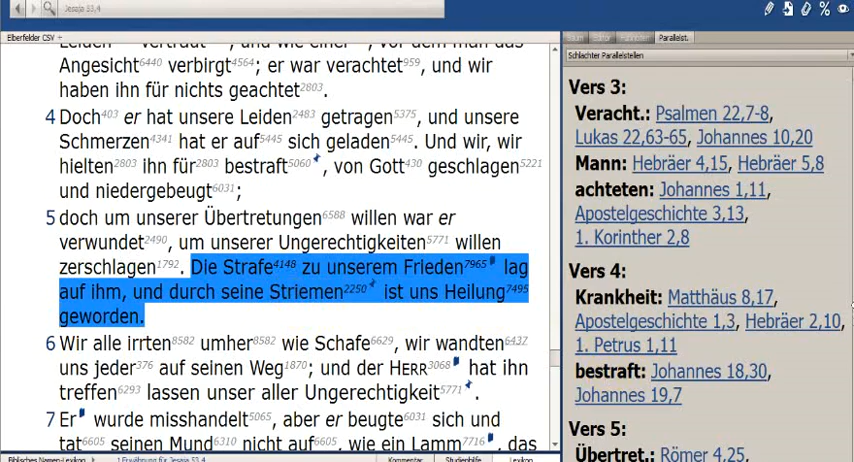 Jesaja 53,4
Elberfelder CSV
Parallelst.
Schlachter Parallelstellen
Angesicht6440 verbirgt4564; er war verachtet959, und wir
haben ihn für nichts geachtet2803.
4 Doch403 er hat unsere Leiden2483 getragen5375, und unsere
Schmerzen4341 hat er auf5445 sich geladen5445. Und wir, wir
hielten2803 ihn für2803 bestraft5060, von Gott430 geschlagen5221
und niedergebeugt6031;
5 doch um unserer Übertretungen6588 willen war er
verwundet2490, um unserer Ungerechtigkeiten5771 willen
zerschlagen1792. Die Strafe4148 zu unserem Frieden7965 lag
auf ihm, und durch seine Striemen2250 ist uns Heilung7495
geworden.
6 Wir alle irrten8582 umher8582 wie Schafe6629, wir wandten6437
uns jeder376 auf seinen Weg1870; und der HERR3068 hat ihn
treffen6293 lassen unser aller Ungerechtigkeit5771.
7 Er wurde misshandelt5065, aber er beugte6031 sich und
tat6605 seinen Mund6310 nicht auf6605, wie ein Lamm7716, das
Vers 3:
Veracht.: Psalmen 22,7-8,
Lukas 22,63-65, Johannes 10,20
Mann: Hebräer 4,15, Hebräer 5,8
achteten: Johannes 1,11,
Apostelgeschichte 3,13,
1. Korinther 2,8
Vers 4:
Krankheit: Matthäus 8,17,
Apostelgeschichte 1,3, Hebräer 2,10,
1. Petrus 1,11
bestraft: Johannes 18,30,
Johannes 19,7
Vers 5:
Übertret.: Römer 4,25,
Biblisches Namen-Lexikon
1 Erwähnung für Jesaja 53,4
Kommentar
Studienhilfe
Lexikon